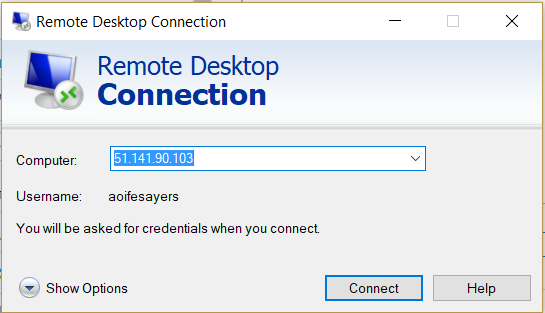 Remote Desktop Connection
Remote Desktop
Connection
Computer: 51.141.90.103
Username: aoifesayers
You will be asked for credentials when you connect.
Show Options Connect Help